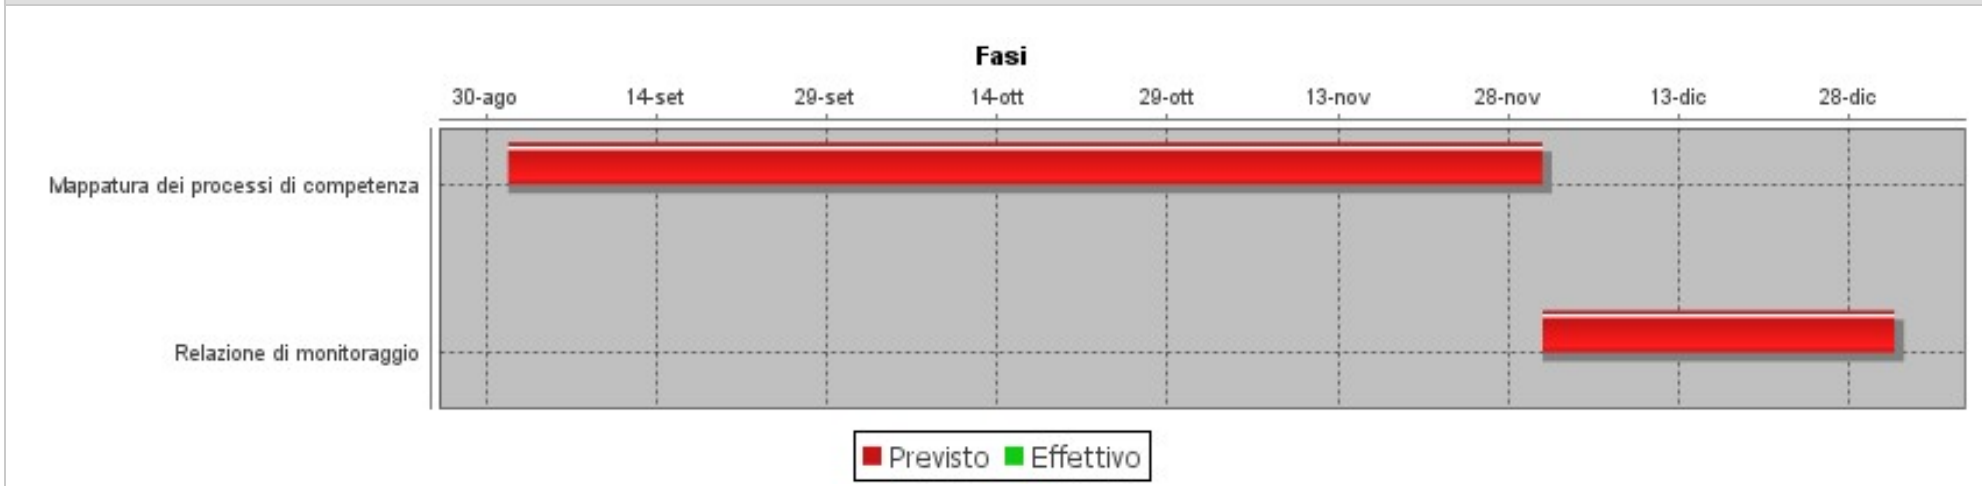 Fasi
30-ago 14-set 29-set 14-ott 29-ott 13-nov 28-nov 13-dic 28-dic
Mappatura dei processi di competenza
Relazione di monitoraggio
Previsto Effettivo